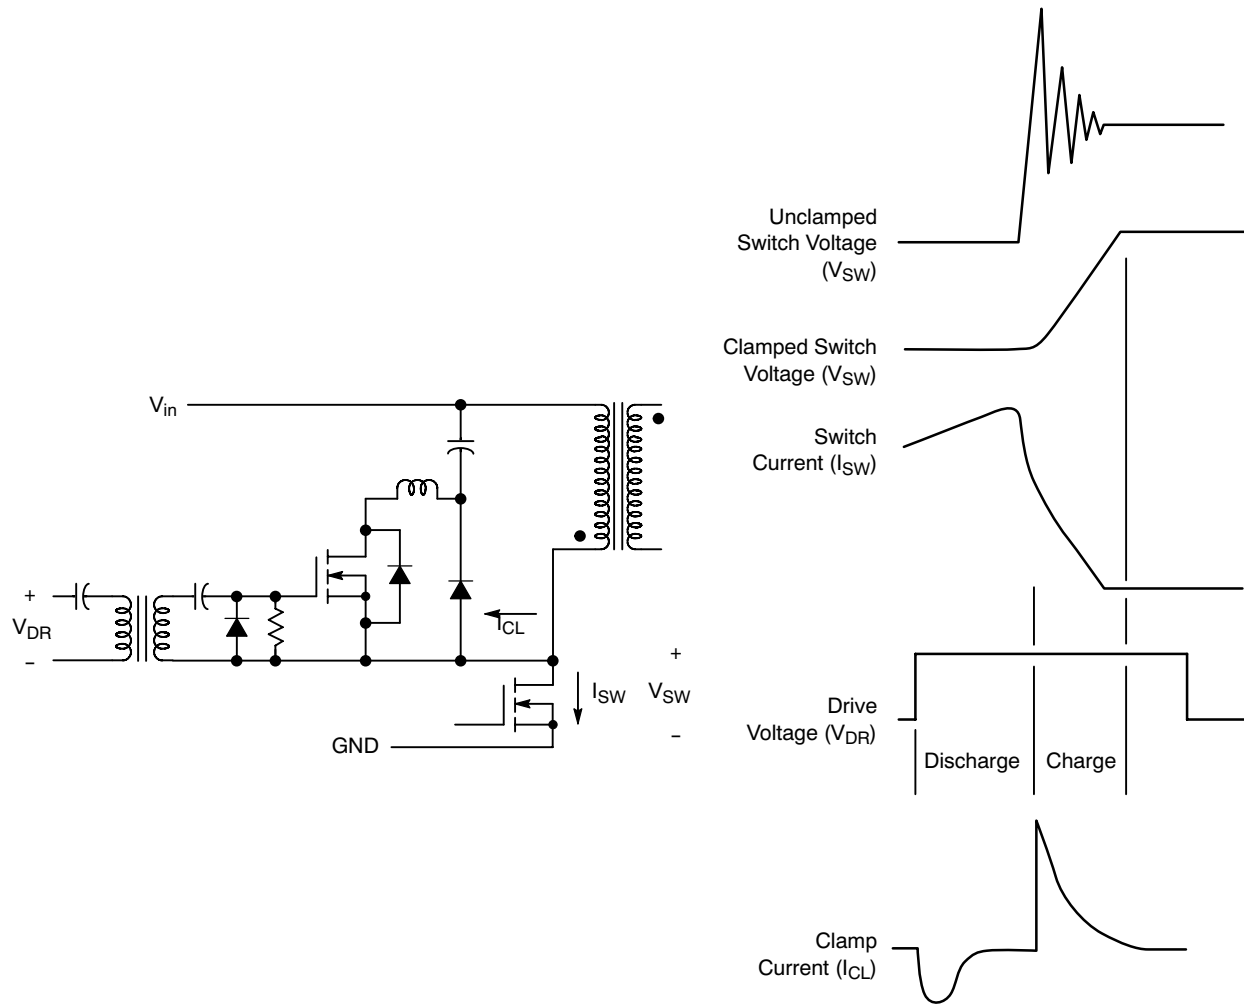 Unclamped
Switch Voltage
(VSW)
Clamped Switch
Voltage (VSW)
Vin
Switch
Current (ISW)
+
VDR
–
ICL
+
ISW
VSW
–
GND
Drive
Voltage (VDR)
Discharge
Charge
Clamp
Current (ICL)